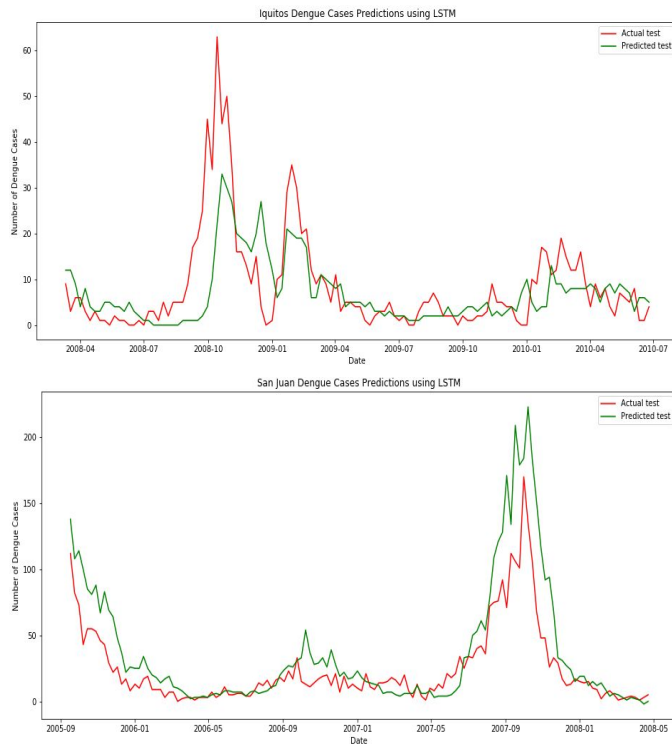 Iquitos Dengue Cases Predictions using LSTM
Actual test
Predicted test
Number of Dengue Cases
60
50
40
30
20
10
0
2008-04 2008-07 2008-10 2009-01 2009-04 2009-07 2009-10 2010-01 2010-04 2010-07
Date
San Juan Dengue Cases Predictions using LSTM
Actual test
Predicted test
Number of Dengue Cases
200
150
100
50
0
2005-09 2006-01 2006-05 2006-09 2007-01 2007-05 2007-09 2008-01 2008-05
Date